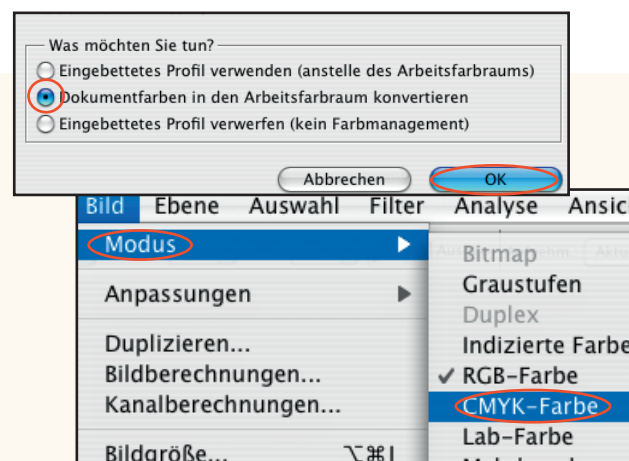 Was möchten Sie tun?
Eingebettetes Profil verwenden (anstelle des Arbeitsfarbraums)
Dokumentfarben in den Arbeitsfarbraum konvertieren
Eingebettetes Profil verwerfen (kein Farbmanagement)
Abbrechen OK
Bild Ebene Auswahl Filter Analyse Ansic
Modus
Anpassungen
Duplizieren...
Bildberechnungen...
Kanalberechnungen...
Bildgröße... ⌥⌘I
Bitmap
Graustufen
Duplex
Indizierte Farbe
✓ RGB-Farbe
CMYK-Farbe
Lab-Farbe